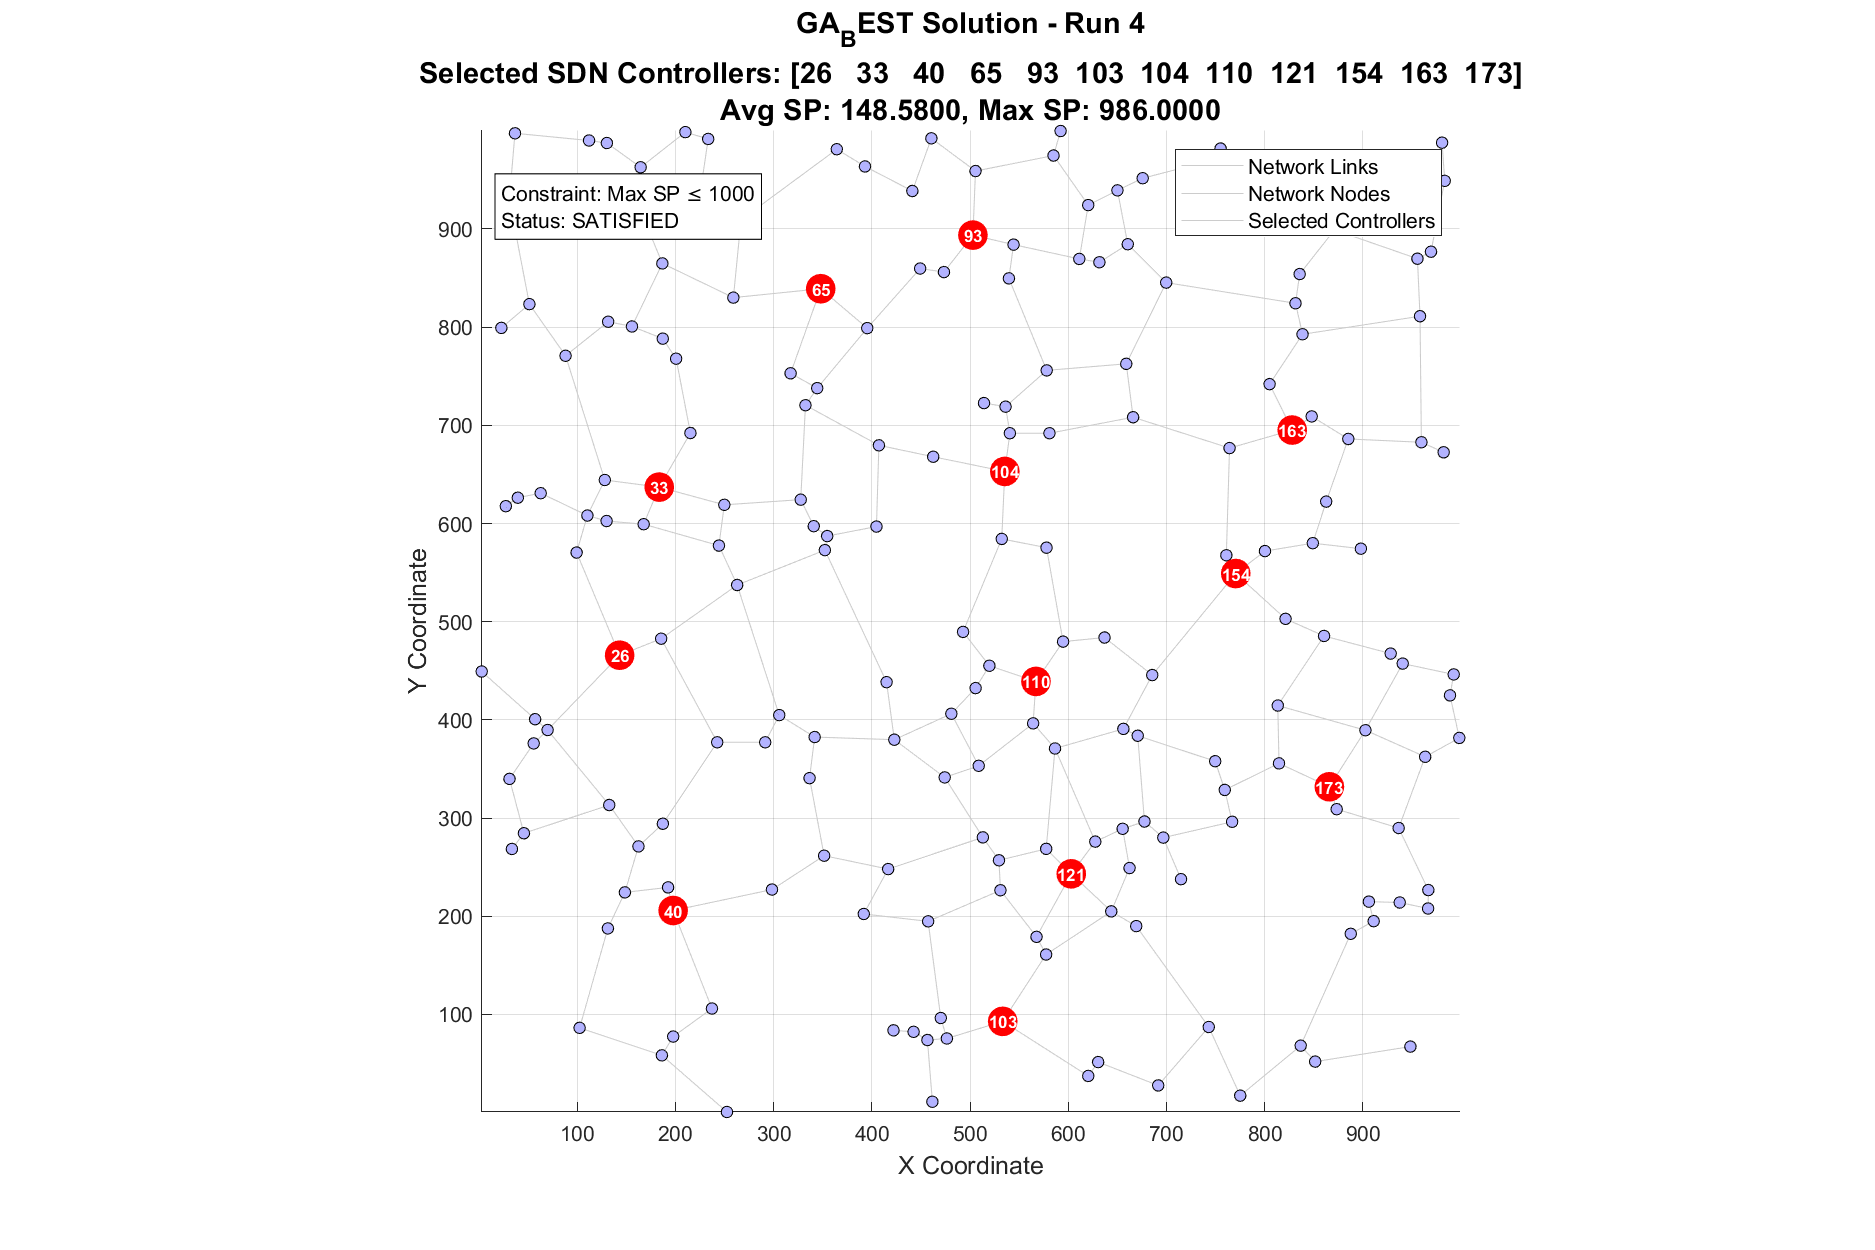 GA_BEST Solution - Run 4
Selected SDN Controllers: [26 33 40 65 93 103 104 110 121 154 163 173]
Avg SP: 148.5800, Max SP: 986.0000
Constraint: Max SP ≤ 1000
Status: SATISFIED
Network Links
Network Nodes
Selected Controllers
900
800
700
600
500
400
300
200
100
Y Coordinate
93
65
163
104
33
154
26
110
173
121
40
103
100 200 300 400 500 600 700 800 900
X Coordinate